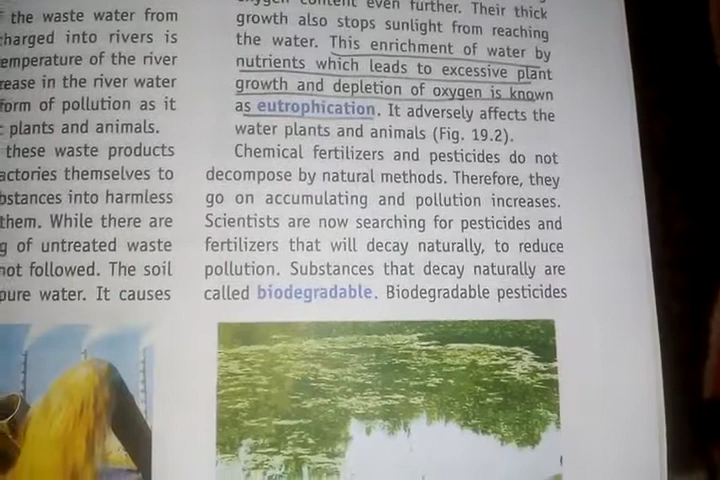 f the waste water from
charged into rivers is
emperature of the river
rease in the river water
form of pollution as it
plants and animals.
these waste products
actories themselves to
bstances into harmless
them. While there are
g of untreated waste
not followed. The soil
pure water. It causes
oxygen content even further. Their thick
growth also stops sunlight from reaching
the water. This enrichment of water by
nutrients which leads to excessive plant
growth and depletion of oxygen is known
as eutrophication. It adversely affects the
water plants and animals (Fig. 19.2).
Chemical fertilizers and pesticides do not
decompose by natural methods. Therefore, they
go on accumulating and pollution increases.
Scientists are now searching for pesticides and
fertilizers that will decay naturally, to reduce
pollution. Substances that decay naturally are
called biodegradable. Biodegradable pesticides